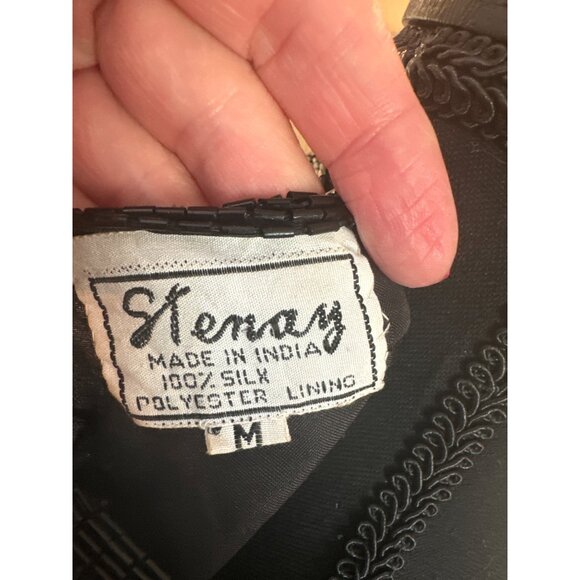 Stenay
MADE IN INDIA
100% SILK
POLYESTER LINING
M